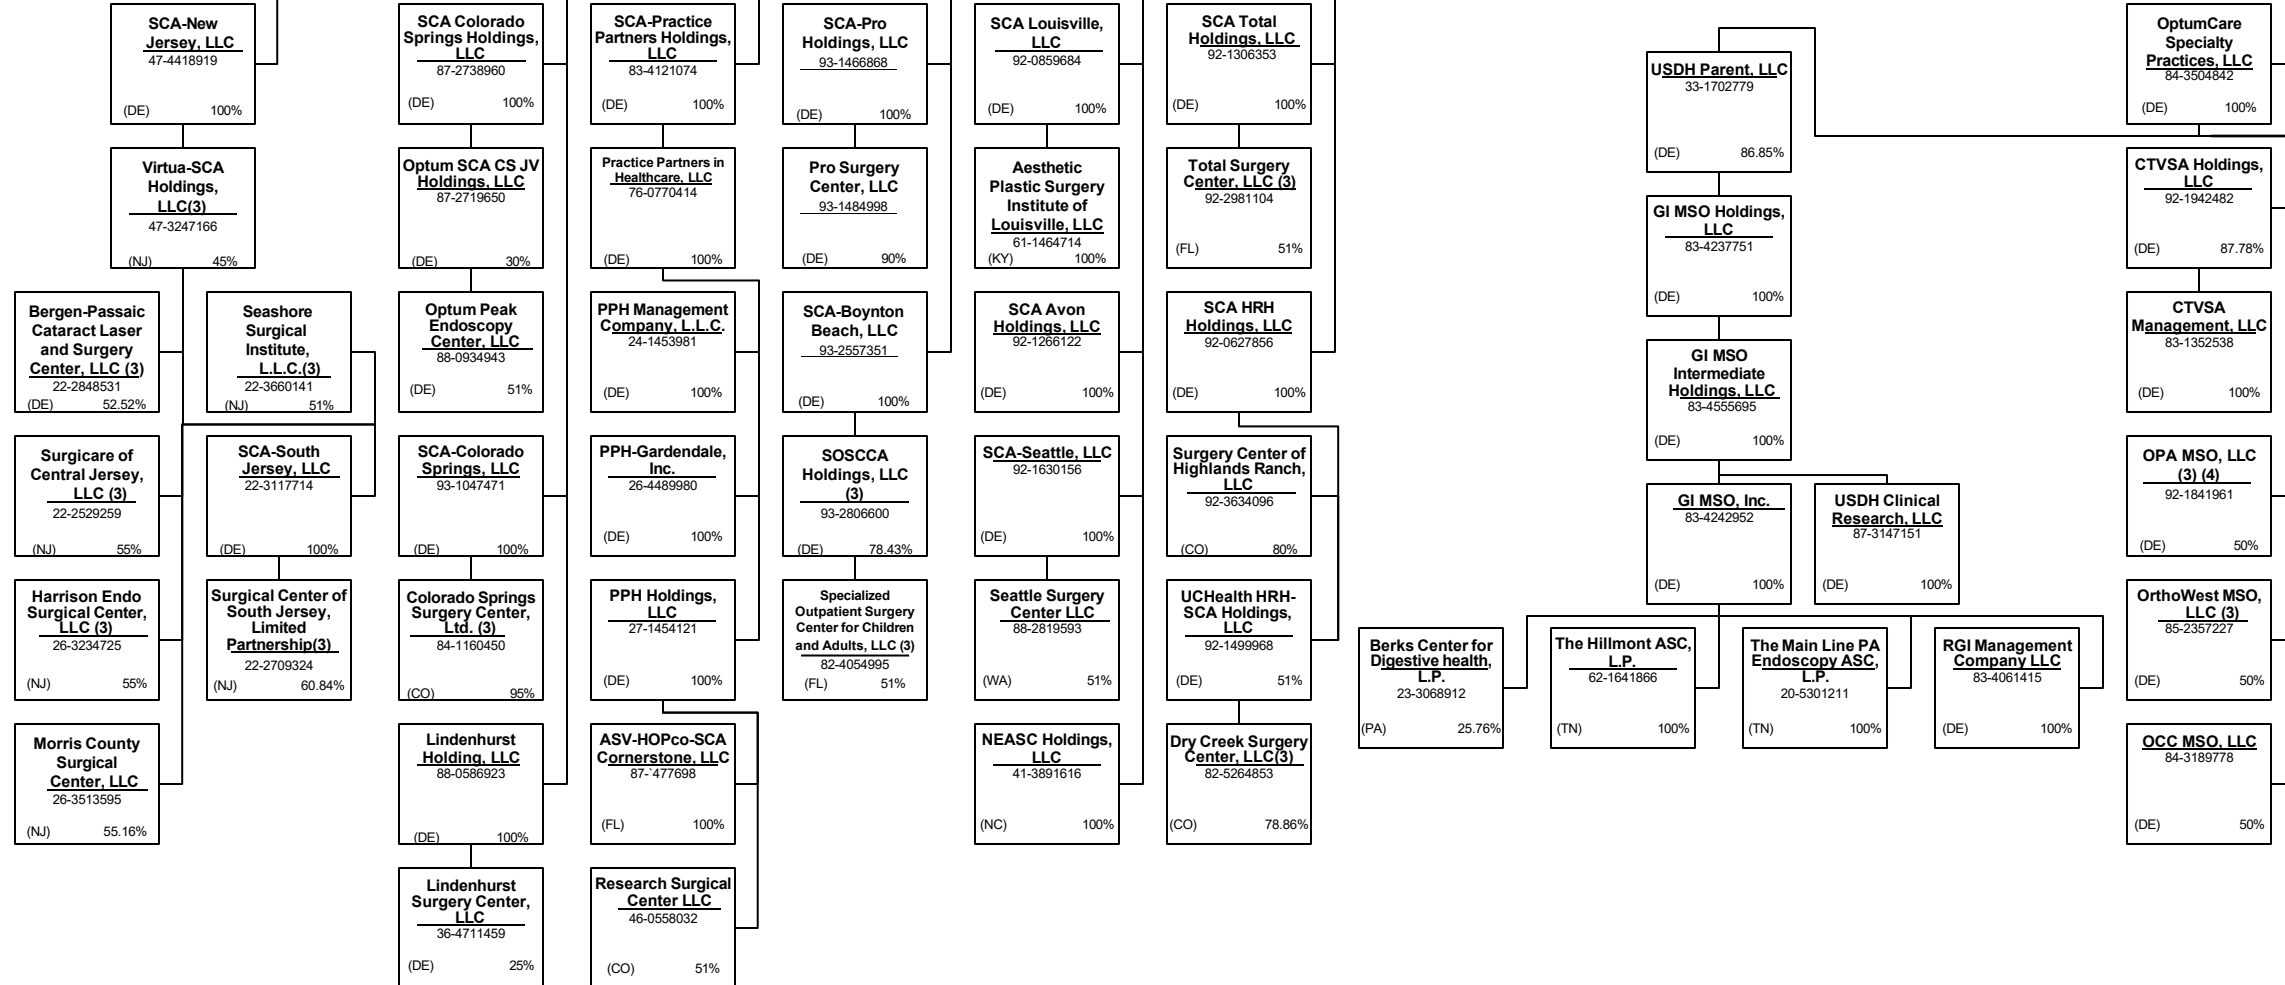 SCA-New
Jersey, LLC
47-4418919
(DE) 100%
Virtua-SCA
Holdings,
LLC(3)
47-3247166
(NJ) 45%
Bergen-Passaic
Cataract Laser
and Surgery
Center, LLC (3)
22-2848531
(DE) 52.52%
Seashore
Surgical
Institute,
L.L.C.(3)
22-3660141
(NJ) 51%
Surgicare of
Central Jersey,
LLC (3)
22-2529259
(NJ) 55%
SCA-South
Jersey, LLC
22-3117714
(DE) 100%
Harrison Endo
Surgical Center,
LLC (3)
26-3234725
(NJ) 55%
Surgical Center of
South Jersey,
Limited
Partnership(3)
22-2709324
(NJ) 60.84%
Morris County
Surgical
Center, LLC
26-3513595
(NJ) 55.16%
SCA Colorado
Springs Holdings,
LLC
87-2738960
(DE) 100%
Optum SCA CS JV
Holdings, LLC
87-2719650
(DE) 30%
Optum Peak
Endoscopy
Center, LLC
88-0934943
(DE) 51%
SCA-Colorado
Springs, LLC
93-1047471
(DE) 100%
Colorado Springs
Surgery Center,
Ltd. (3)
84-1160450
(CO) 95%
Lindenhurst
Holding, LLC
88-0586923
(DE) 100%
Lindenhurst
Surgery Center,
LLC
36-4711459
(DE) 25%
SCA-Practice
Partners Holdings,
LLC
83-4121074
(DE) 100%
Practice Partners in
Healthcare, LLC
76-0770414
(DE) 100%
PPH Management
Company, L.L.C.
24-1453981
(DE) 100%
PPH-Gardendale,
Inc.
26-4489980
(DE) 100%
PPH Holdings,
LLC
27-1454121
(DE) 100%
ASV-HOPco-SCA
Cornerstone, LLC
87-`477698
(FL) 100%
Research Surgical
Center LLC
46-0558032
(CO) 51%
SCA-Pro
Holdings, LLC
93-1466868
(DE) 100%
Pro Surgery
Center, LLC
93-1484998
(DE) 90%
SCA-Boynton
Beach, LLC
93-2557351
(DE) 100%
SOSCCA
Holdings, LLC
(3)
93-2806600
(DE) 78.43%
Specialized
Outpatient Surgery
Center for Children
and Adults, LLC (3)
82-4054995
(FL) 51%
SCA Louisville,
LLC
92-0859684
(DE) 100%
Aesthetic
Plastic Surgery
Institute of
Louisville, LLC
61-1464714
(KY) 100%
SCA Avon
Holdings, LLC
92-1266122
(DE) 100%
SCA-Seattle, LLC
92-1630156
(DE) 100%
Seattle Surgery
Center LLC
88-2819593
(WA) 51%
NEASC Holdings,
LLC
41-3891616
(NC) 100%
SCA Total
Holdings, LLC
92-1306353
(DE) 100%
Total Surgery
Center, LLC (3)
92-2981104
(FL) 51%
SCA HRH
Holdings, LLC
92-0627856
(DE) 100%
Surgery Center of
Highlands Ranch,
LLC
92-3634096
(CO) 80%
UCHealth HRH-
SCA Holdings,
LLC
92-1499968
(DE) 51%
Dry Creek Surgery
Center, LLC(3)
82-5264853
(CO) 78.86%
USDH Parent, LLC
33-1702779
(DE) 86.85%
GI MSO Holdings,
LLC
83-4237751
(DE) 100%
GI MSO
Intermediate
Holdings, LLC
83-4555695
(DE) 100%
GI MSO, Inc.
83-4242952
(DE) 100%
USDH Clinical
Research, LLC
87-3147151
(DE) 100%
Berks Center for
Digestive health,
L.P.
23-3068912
(PA) 25.76%
The Hillmont ASC,
L.P.
62-1641866
(TN) 100%
The Main Line PA
Endoscopy ASC,
L.P.
20-5301211
(TN) 100%
RGI Management
Company LLC
83-4061415
(DE) 100%
OptumCare
Specialty
Practices, LLC
84-3504842
(DE) 100%
CTVSA Holdings,
LLC
92-1942482
(DE) 87.78%
CTVSA
Management, LLC
83-1352538
(DE) 100%
OPA MSO, LLC
(3) (4)
92-1841961
(DE) 50%
OrthoWest MSO,
LLC (3)
85-2357227
(DE) 50%
OCC MSO, LLC
84-3189778
(DE) 50%